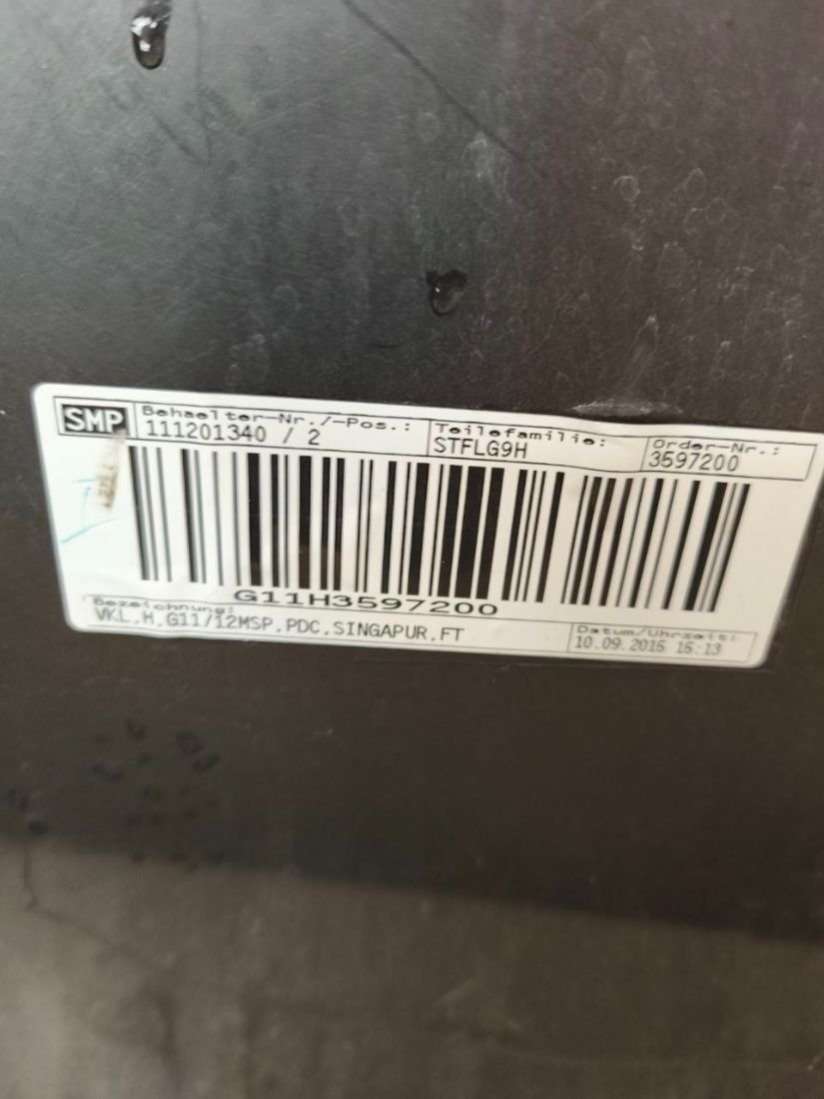 SMP
Behaelter-Nr./-Pos.:
111201340 / 2
Teilefamilie:
STFLG9H
Order-Nr.:
3597200
G11H3597200
Bezeichnung:
VKL.H.G11/12MSP.PDC.SINGAPUR.FT
Datum/Uhrzeit:
10.09.2016 16:13